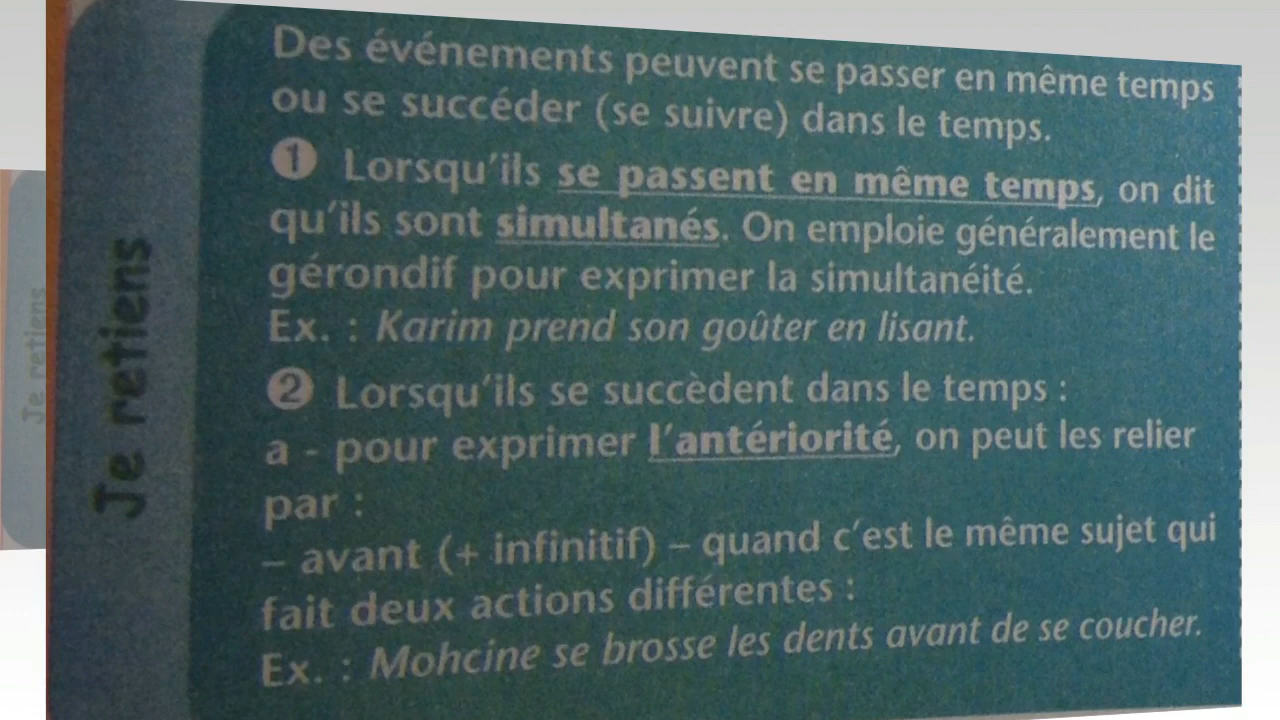 Je retiens
Je retiens
Des événements peuvent se passer en même temps
ou se succéder (se suivre) dans le temps.
1 Lorsqu'ils se passent en même temps, on dit
qu'ils sont simultanés. On emploie généralement le
gérondif pour exprimer la simultanéité.
Ex. : Karim prend son goûter en lisant.
2 Lorsqu'ils se succèdent dans le temps :
a - pour exprimer l'antériorité, on peut les relier
par :
– avant (+ infinitif) – quand c'est le même sujet qui
fait deux actions différentes :
Ex. : Mohcine se brosse les dents avant de se coucher.